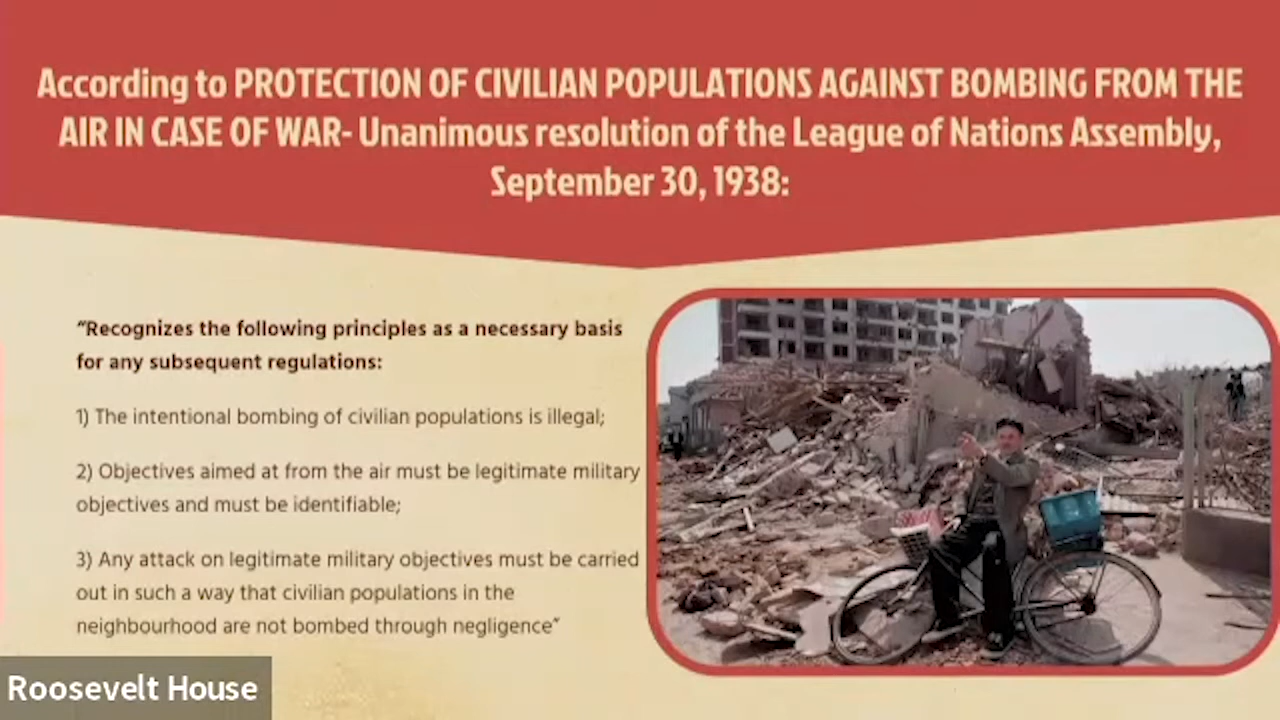 According to PROTECTION OF CIVILIAN POPULATIONS AGAINST BOMBING FROM THE
AIR IN CASE OF WAR- Unanimous resolution of the League of Nations Assembly,
September 30, 1938:
“Recognizes the following principles as a necessary basis
for any subsequent regulations:
1) The intentional bombing of civilian populations is illegal;
2) Objectives aimed at from the air must be legitimate military
objectives and must be identifiable;
3) Any attack on legitimate military objectives must be carried
out in such a way that civilian populations in the
neighbourhood are not bombed through negligence”
Roosevelt House